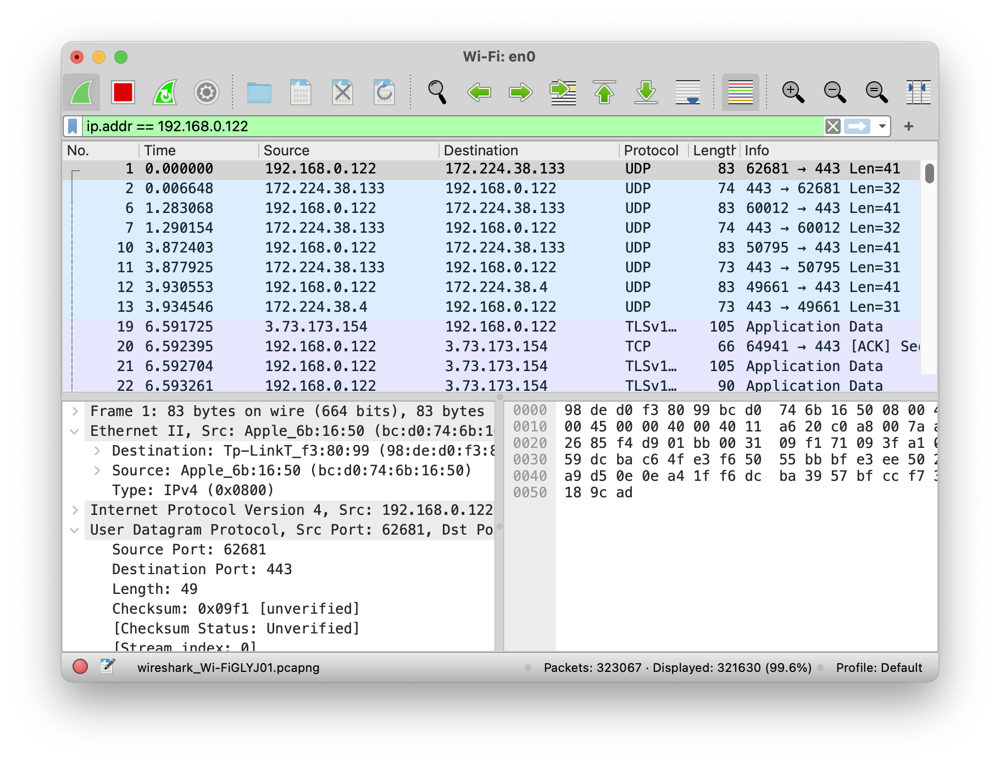 Wi-Fi: en0
ip.addr == 192.168.0.122
No. Time Source Destination Protocol Length Info
1 0.000000 192.168.0.122 172.224.38.133 UDP 83 62681 → 443 Len=41
2 0.006648 172.224.38.133 192.168.0.122 UDP 74 443 → 62681 Len=32
6 1.283068 192.168.0.122 172.224.38.133 UDP 83 60012 → 443 Len=41
7 1.290154 172.224.38.133 192.168.0.122 UDP 74 443 → 60012 Len=32
10 3.872403 192.168.0.122 172.224.38.133 UDP 83 50795 → 443 Len=41
11 3.877925 172.224.38.133 192.168.0.122 UDP 73 443 → 50795 Len=31
12 3.930553 192.168.0.122 172.224.38.4 UDP 83 49661 → 443 Len=41
13 3.934546 172.224.38.4 192.168.0.122 UDP 73 443 → 49661 Len=31
19 6.591725 3.73.173.154 192.168.0.122 TLSv1… 105 Application Data
20 6.592395 192.168.0.122 3.73.173.154 TCP 66 64941 → 443 [ACK]
21 6.592704 192.168.0.122 3.73.173.154 TLSv1… 105 Application Data
22 6.593261 192.168.0.122 3.73.173.154 TLSv1… 90 Application Data
Frame 1: 83 bytes on wire (664 bits), 83 bytes
Ethernet II, Src: Apple_6b:16:50 (bc:d0:74:6b:1
Destination: Tp-LinkT_f3:80:99 (98:de:d0:f3:8
Source: Apple_6b:16:50 (bc:d0:74:6b:16:50)
Type: IPv4 (0x0800)
Internet Protocol Version 4, Src: 192.168.0.122
User Datagram Protocol, Src Port: 62681, Dst Po
Source Port: 62681
Destination Port: 443
Length: 49
Checksum: 0x09f1 [unverified]
[Checksum Status: Unverified]
[Stream index: 0]
0000 98 de d0 f3 80 99 bc d0 74 6b 16 50 08 00
0010 00 45 00 00 40 00 40 11 a6 20 c0 a8 00 7a
0020 26 85 f4 d9 01 bb 00 31 09 f1 71 09 3f a1
0030 59 dc ba c6 4f e3 f6 50 55 bb bf e3 ee 50
0040 a9 d5 0e 0e a4 1f f6 dc ba 39 57 bf cc f7
0050 18 9c ad
wireshark_Wi-FiGLYJ01.pcapng
Packets: 323067 · Displayed: 321630 (99.6%)
Profile: Default